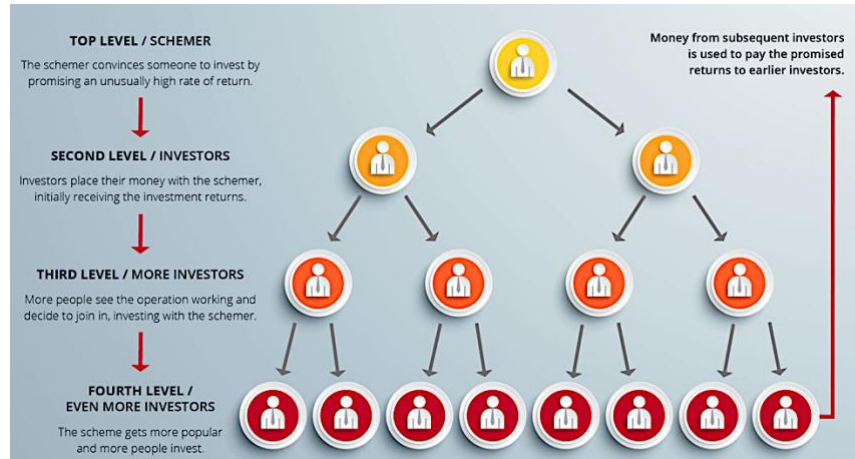 TOP LEVEL / SCHEMER
The schemer convinces someone to invest by
promising an unusually high rate of return.
SECOND LEVEL / INVESTORS
Investors place their money with the schemer,
initially receiving the investment returns.
THIRD LEVEL / MORE INVESTORS
More people see the operation working and
decide to join in, investing with the schemer.
FOURTH LEVEL /
EVEN MORE INVESTORS
The scheme gets more popular
and more people invest.
Money from subsequent investors
is used to pay the promised
returns to earlier investors.